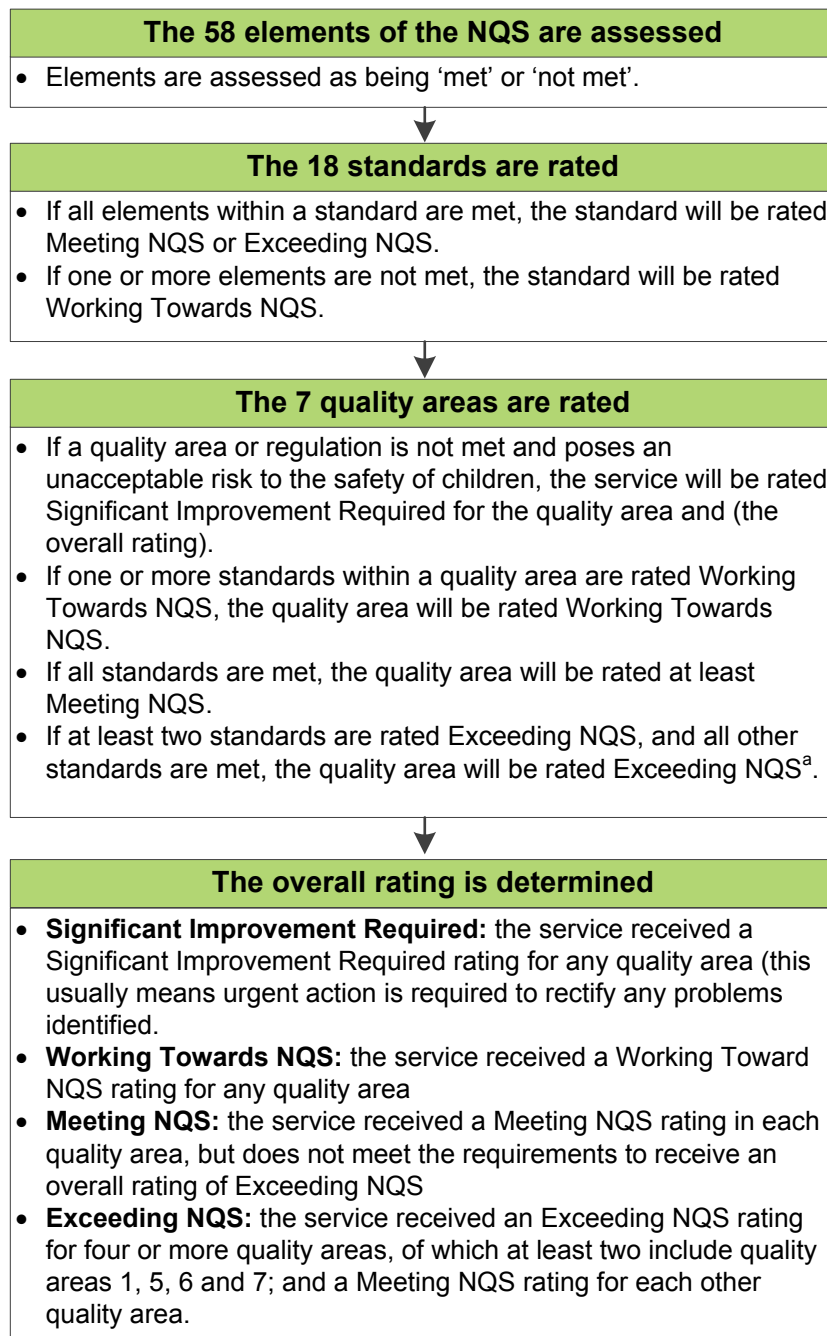 The 58 elements of the NQS are assessed
• Elements are assessed as being ‘met’ or ‘not met’.
The 18 standards are rated
• If all elements within a standard are met, the standard will be rated
Meeting NQS or Exceeding NQS.
• If one or more elements are not met, the standard will be rated
Working Towards NQS.
The 7 quality areas are rated
• If a quality area or regulation is not met and poses an
unacceptable risk to the safety of children, the service will be rated
Significant Improvement Required for the quality area and (the
overall rating).
• If one or more standards within a quality area are rated Working
Towards NQS, the quality area will be rated Working Towards
NQS.
• If all standards are met, the quality area will be rated at least
Meeting NQS.
• If at least two standards are rated Exceeding NQS, and all other
standards are met, the quality area will be rated Exceeding NQSa.
The overall rating is determined
• Significant Improvement Required: the service received a
Significant Improvement Required rating for any quality area (this
usually means urgent action is required to rectify any problems
identified.
• Working Towards NQS: the service received a Working Toward
NQS rating for any quality area
• Meeting NQS: the service received a Meeting NQS rating in each
quality area, but does not meet the requirements to receive an
overall rating of Exceeding NQS
• Exceeding NQS: the service received an Exceeding NQS rating
for four or more quality areas, of which at least two include quality
areas 1, 5, 6 and 7; and a Meeting NQS rating for each other
quality area.